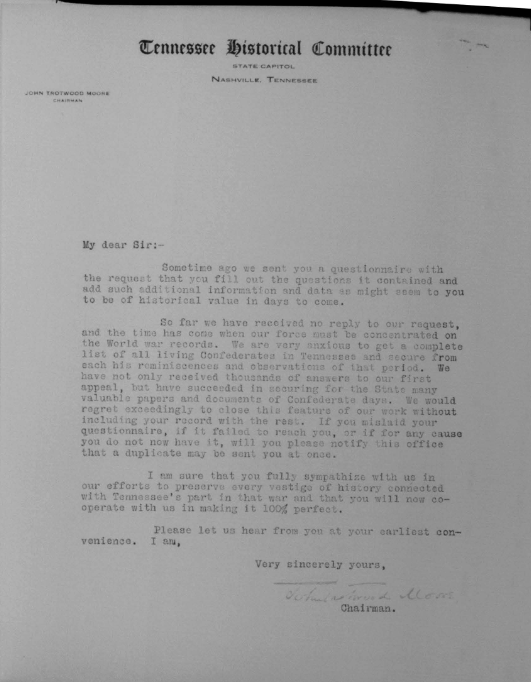 Tennessee Historical Committee
STATE CAPITOL
NASHVILLE, TENNESSEE
JOHN TROTWOOD MOORE
CHAIRMAN
My dear Sir:-
Sometime ago we sent you a questionnaire with
the request that you fill out the questions it contained and
add such additional information and data as might seem to you
to be of historical value in days to come.
So far we have received no reply to our request,
and the time has come when our force must be concentrated on
the World war records. We are very anxious to get a complete
list of all living Confederates in Tennessee and secure from
each his reminiscences and observations of that period. We
have not only received thousands of answers to our first
appeal, but have succeeded in securing for the State many
valuable papers and documents of Confederate days. We would
regret exceedingly to close this feature of our work without
including your record with the rest. If you mislaid your
questionnaire, if it failed to reach you, or if for any cause
you do not now have it, will you please notify this office
that a duplicate may be sent you at once.
I am sure that you fully sympathize with us in
our efforts to preserve every vestige of history connected
with Tennessee's part in that war and that you will now co-
operate with us in making it 100% perfect.
Please let us hear from you at your earliest con-
venience. I am,
Very sincerely yours,
John Trotwood Moore
Chairman.